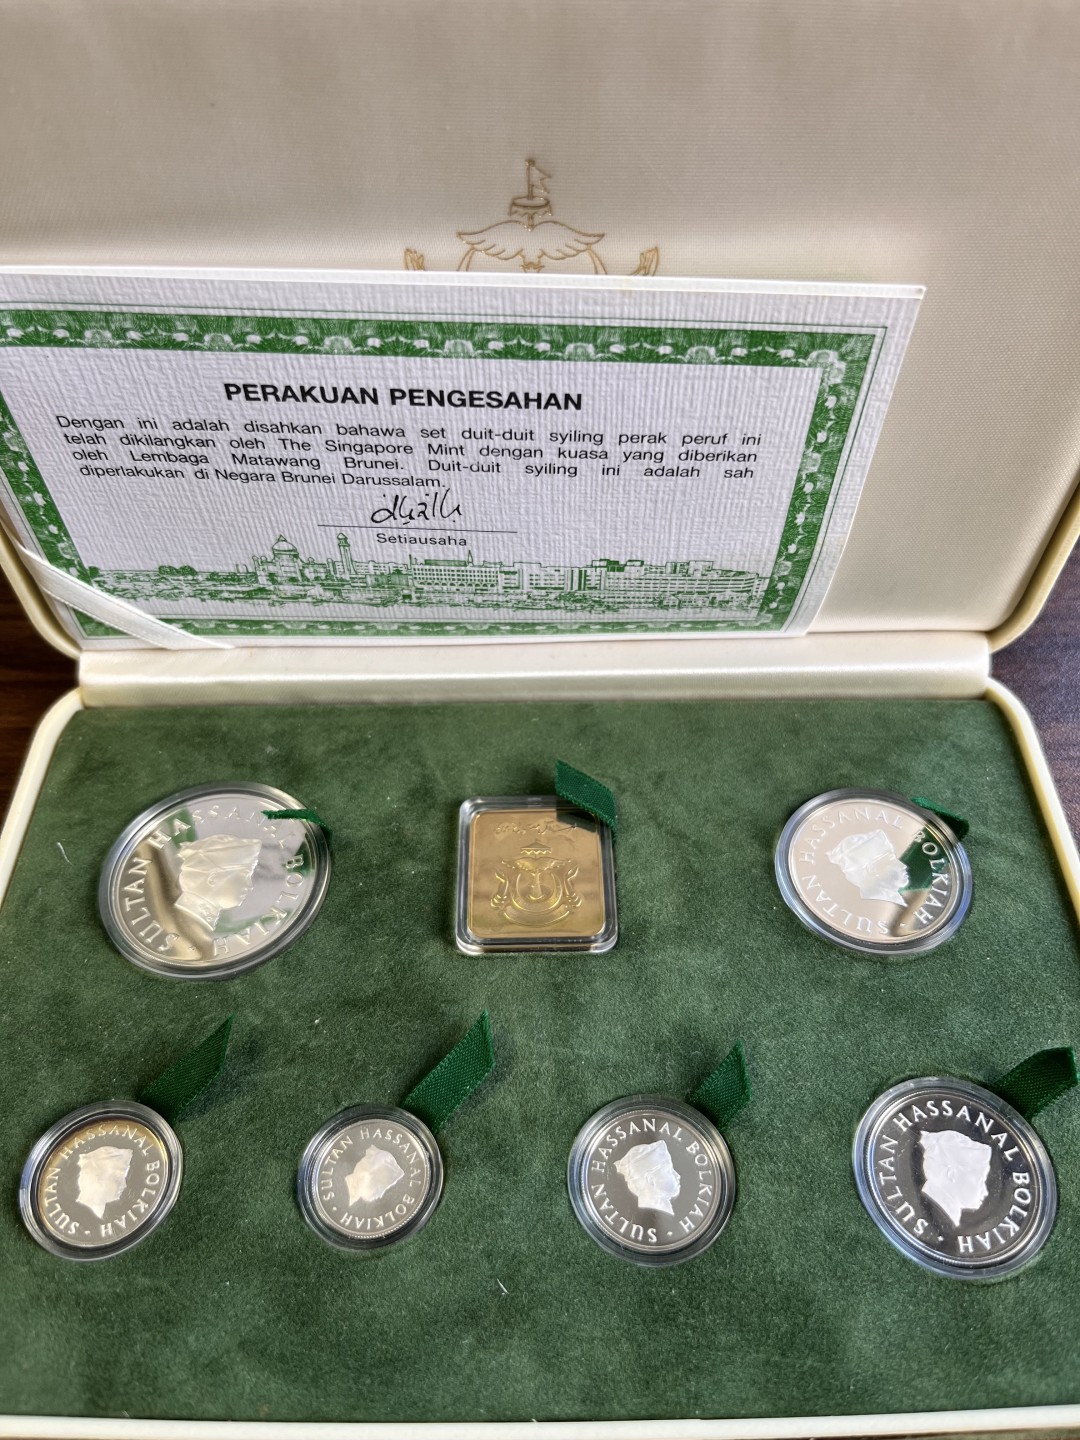 PERAKUAN PENGESAHAN
Dengan ini adalah disahkan bahawa set duit-duit syiling perak peruf ini
telah dikilangkan oleh The Singapore Mint dengan kuasa yang diberikan
oleh Lembaga Matawang Brunei. Duit-duit syiling ini adalah sah
diperlakukan di Negara Brunei Darussalam.
Setiausaha
SULTAN HASSANAL BOLKIAH
SULTAN HASSANAL BOLKIAH
SULTAN HASSANAL BOLKIAH
SULTAN HASSANAL BOLKIAH
SULTAN HASSANAL BOLKIAH
SULTAN HASSANAL BOLKIAH